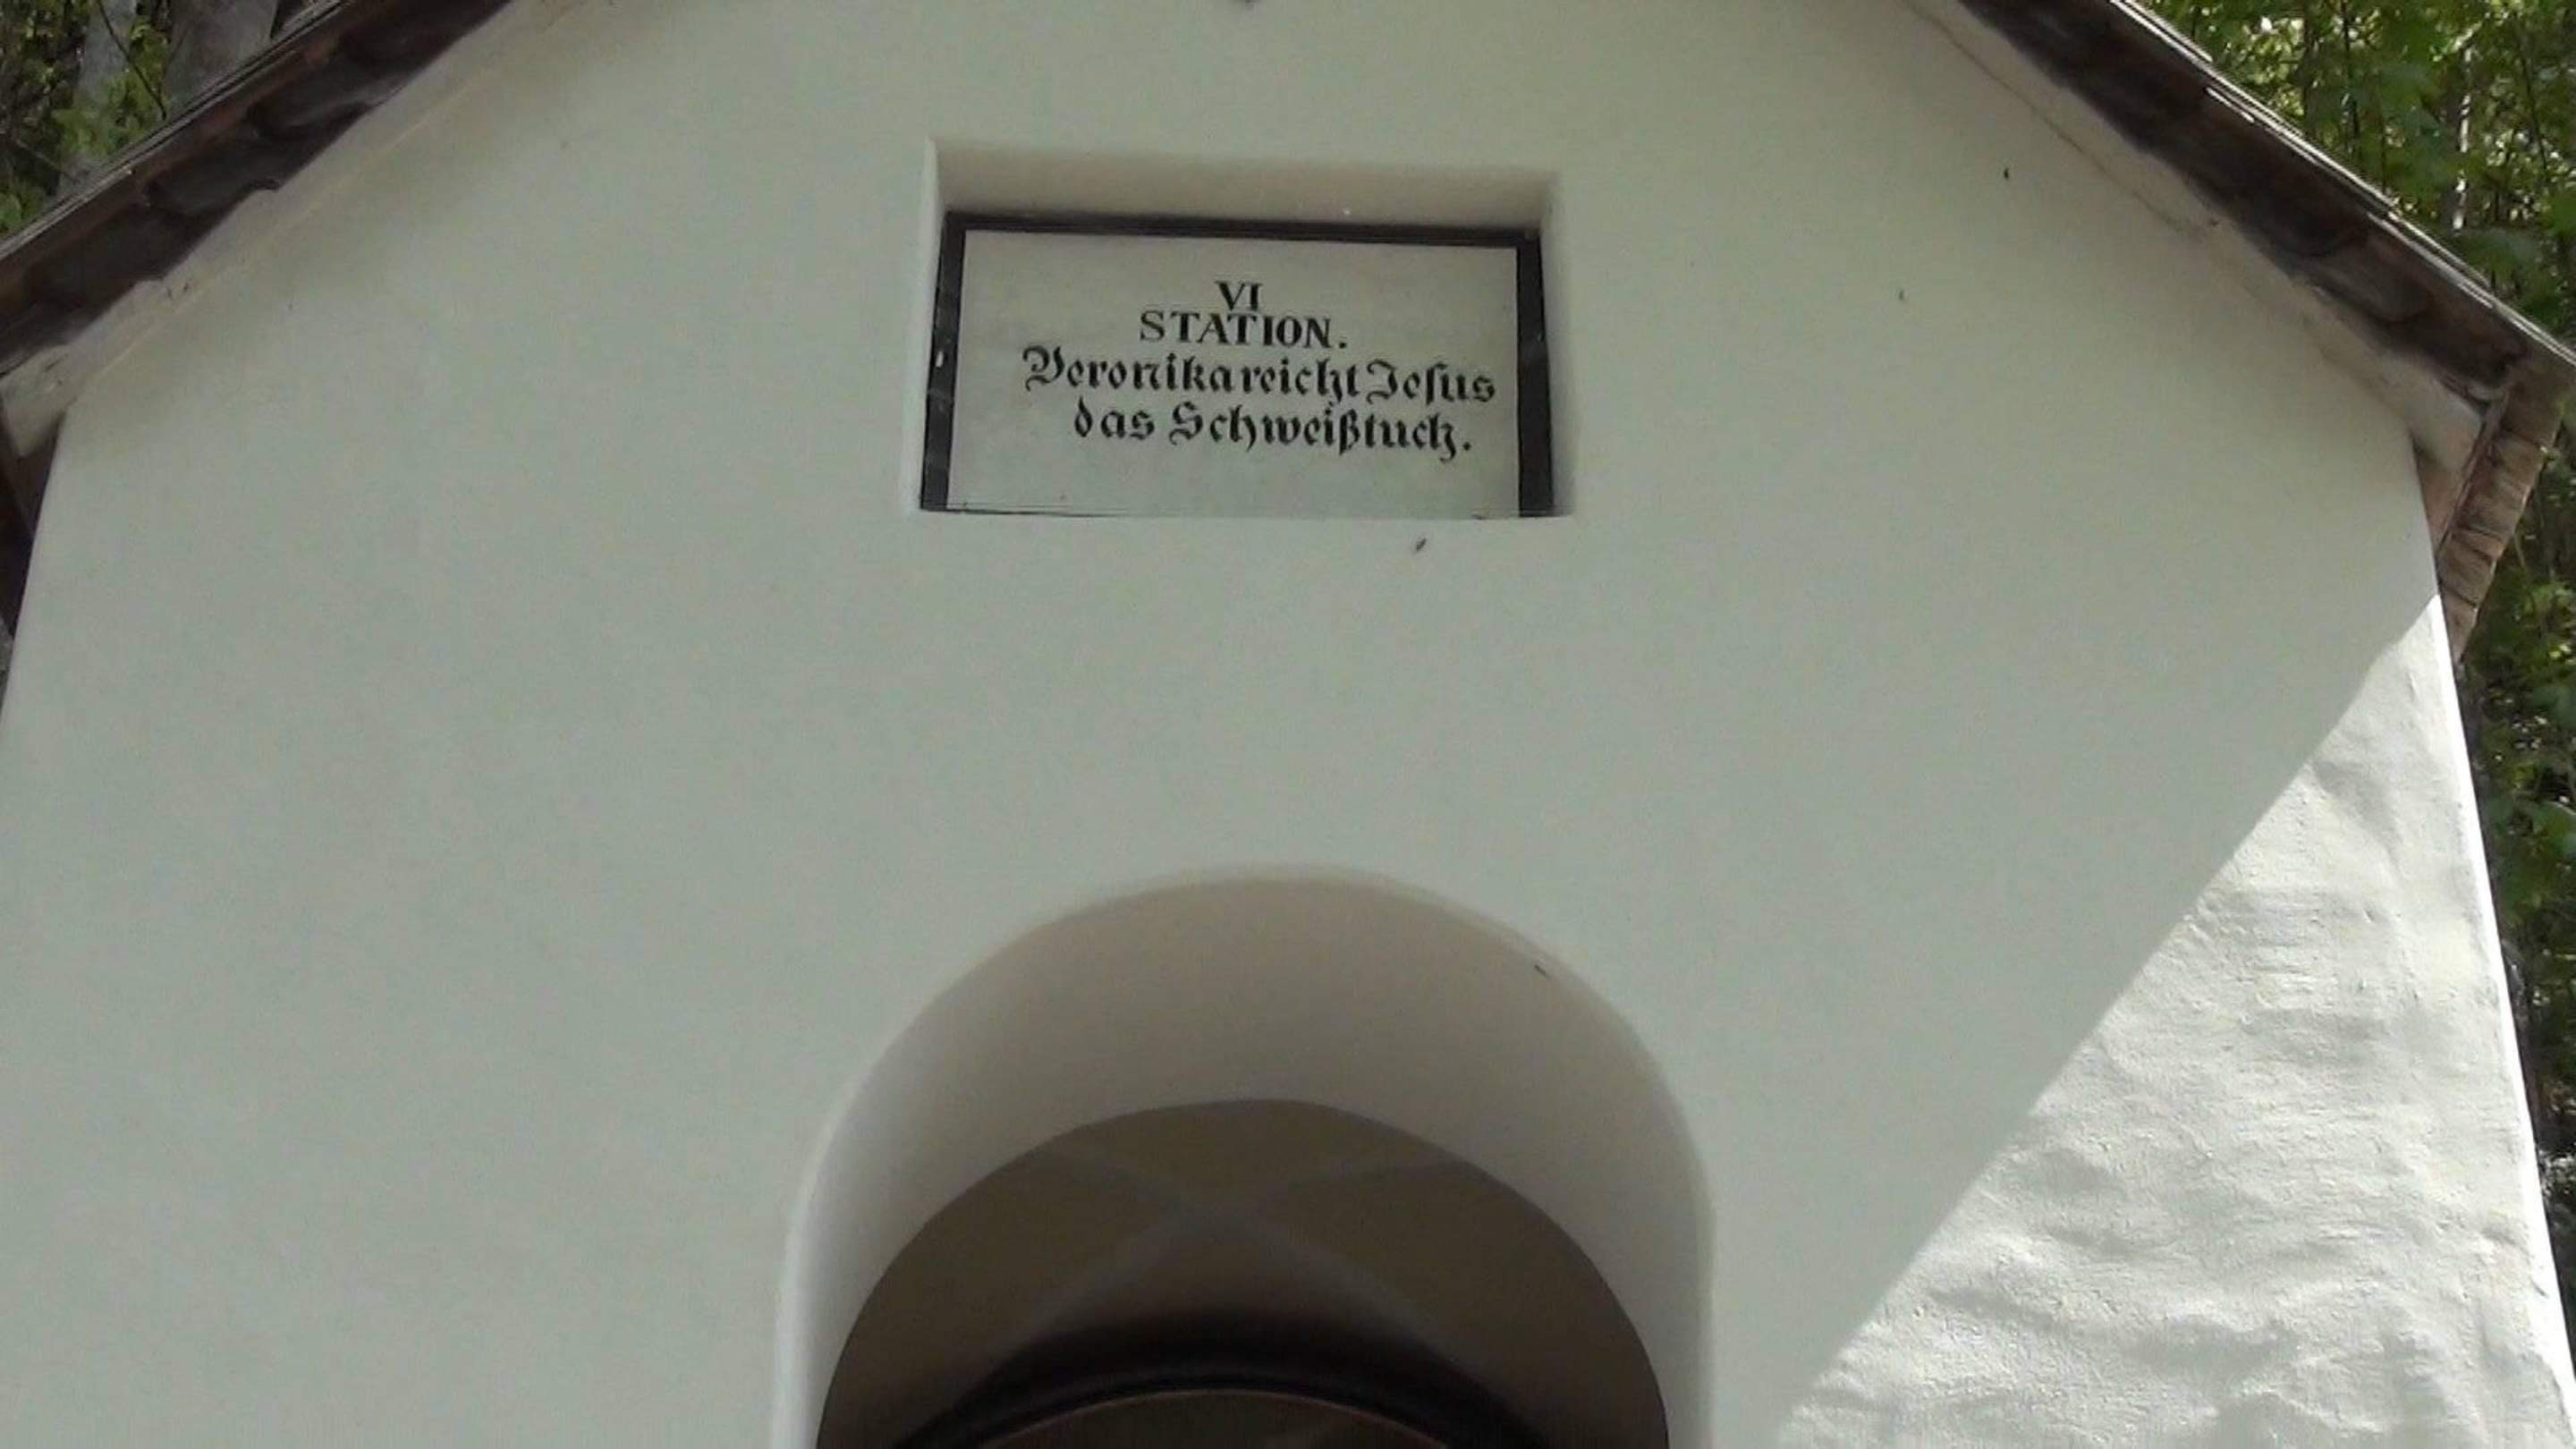 VI
STATION.
Veronika reicht Jesus
das Schweißtuch.